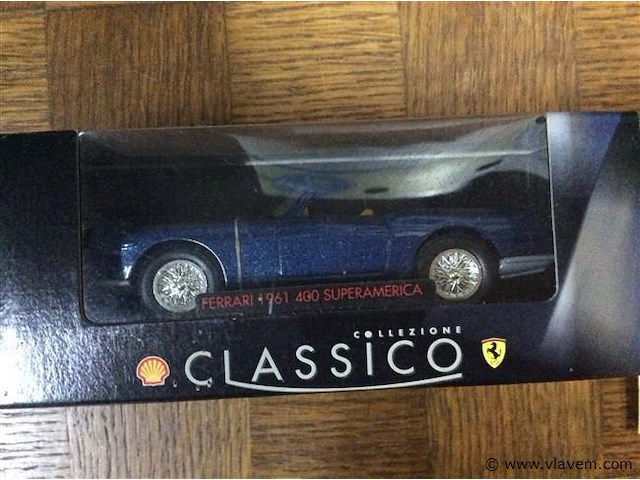 FERRARI 1961 400 SUPERAMERICA
COLLEZIONE
CLASSICO
© www.vlavem.com